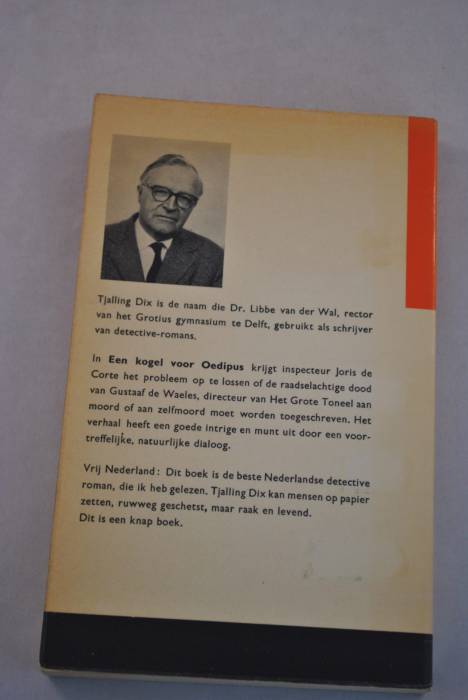 Tjalling Dix is de naam die Dr. Libbe van der Wal, rector
van het Grotius gymnasium te Delft, gebruikt als schrijver
van detective-romans.
In Een kogel voor Oedipus krijgt inspecteur Joris de
Corte het probleem op te lossen of de raadselachtige dood
van Gustaaf de Waeles, directeur van Het Grote Toneel aan
moord of aan zelfmoord moet worden toegeschreven. Het
verhaal heeft een goede intrige en munt uit door een voor-
treffelijke, natuurlijke dialoog.
Vrij Nederland: Dit boek is de beste Nederlandse detective
roman, die ik heb gelezen. Tjalling Dix kan mensen op papier
zetten, ruwweg geschetst, maar raak en levend.
Dit is een knap boek.